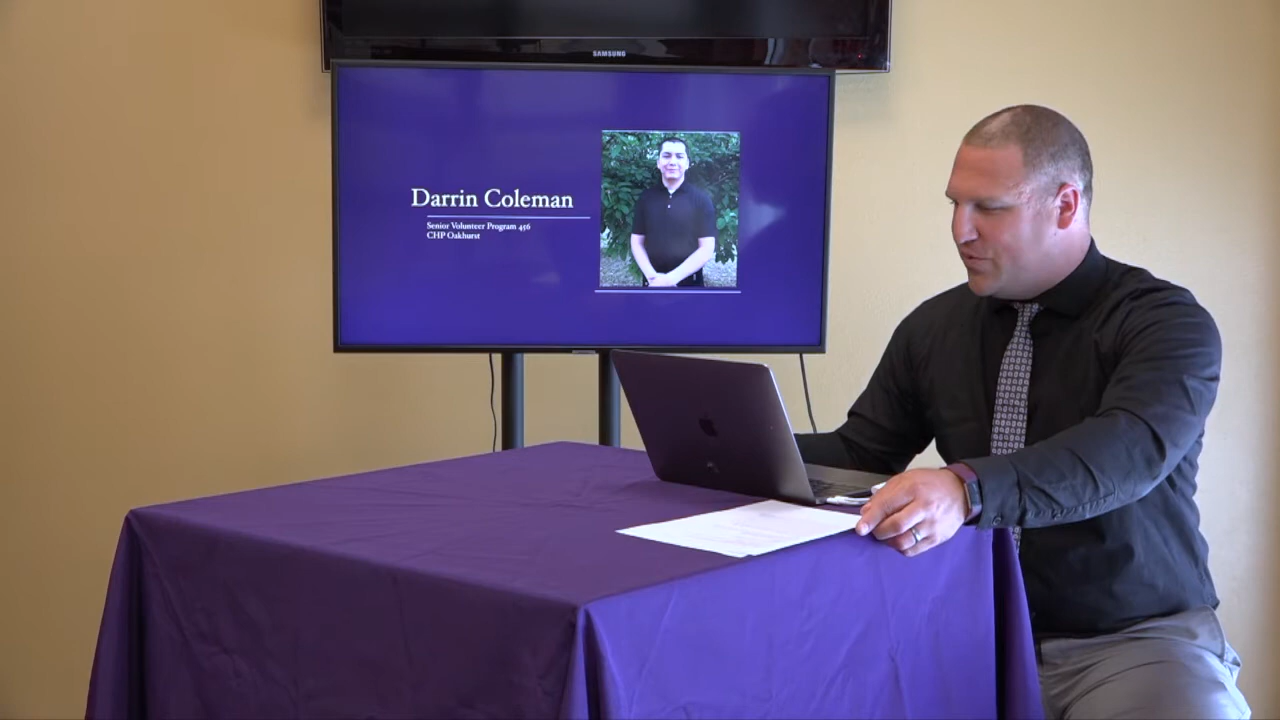 SAMSUNG
Darrin Coleman
Senior Volunteer Program 456
CHP Oakhurst